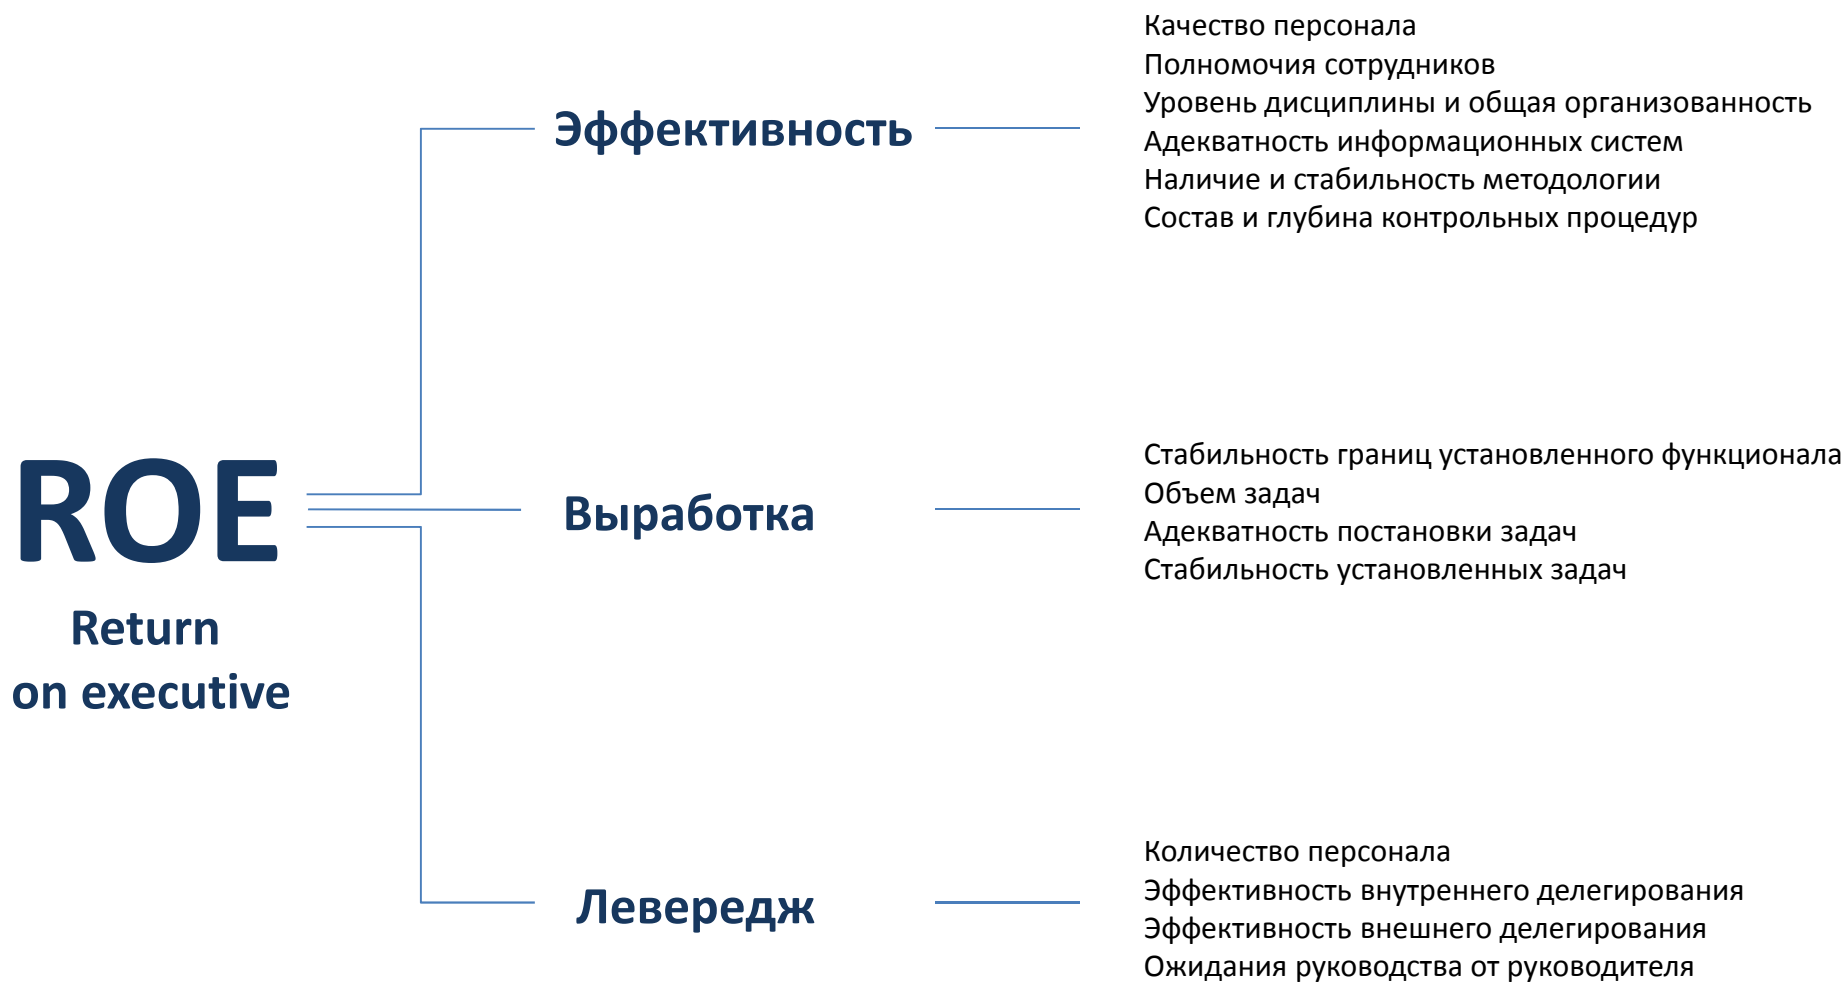 ROE
Return
on executive
Эффективность
Качество персонала
Полномочия сотрудников
Уровень дисциплины и общая организованность
Адекватность информационных систем
Наличие и стабильность методологии
Состав и глубина контрольных процедур
Выработка
Стабильность границ установленного функционала
Объем задач
Адекватность постановки задач
Стабильность установленных задач
Левередж
Количество персонала
Эффективность внутреннего делегирования
Эффективность внешнего делегирования
Ожидания руководства от руководителя